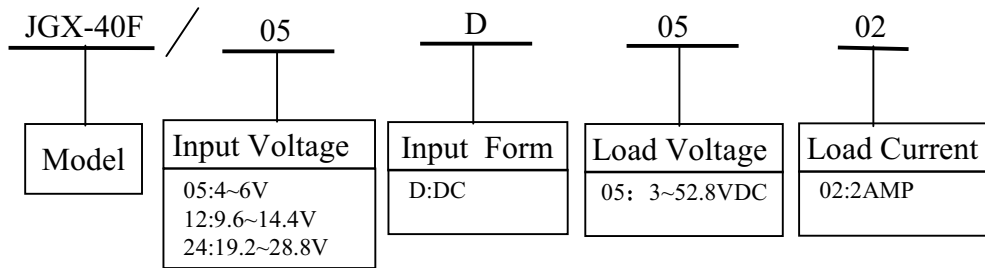 JGX-40F / 05 D 05 02
Model
Input Voltage
05:4~6V
12:9.6~14.4V
24:19.2~28.8V
Input Form
D:DC
Load Voltage
05：3~52.8VDC
Load Current
02:2AMP